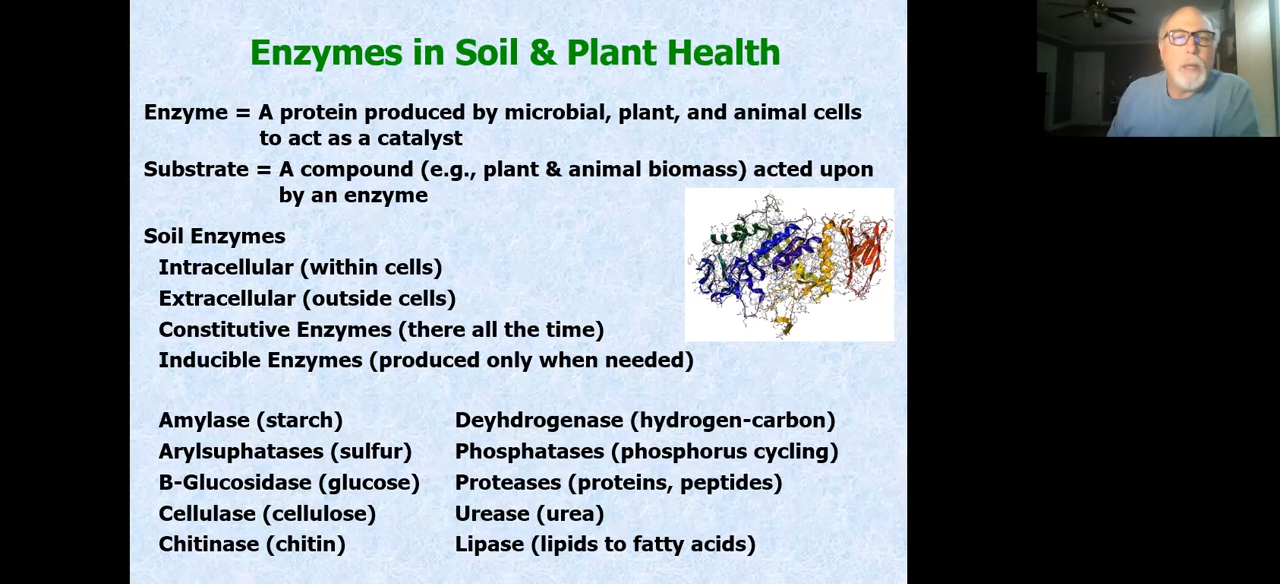 Enzymes in Soil & Plant Health
Enzyme = A protein produced by microbial, plant, and animal cells
to act as a catalyst
Substrate = A compound (e.g., plant & animal biomass) acted upon
by an enzyme
Soil Enzymes
Intracellular (within cells)
Extracellular (outside cells)
Constitutive Enzymes (there all the time)
Inducible Enzymes (produced only when needed)
Amylase (starch)
Arylsuphatases (sulfur)
B-Glucosidase (glucose)
Cellulase (cellulose)
Chitinase (chitin)
Deyhdrogenase (hydrogen-carbon)
Phosphatases (phosphorus cycling)
Proteases (proteins, peptides)
Urease (urea)
Lipase (lipids to fatty acids)